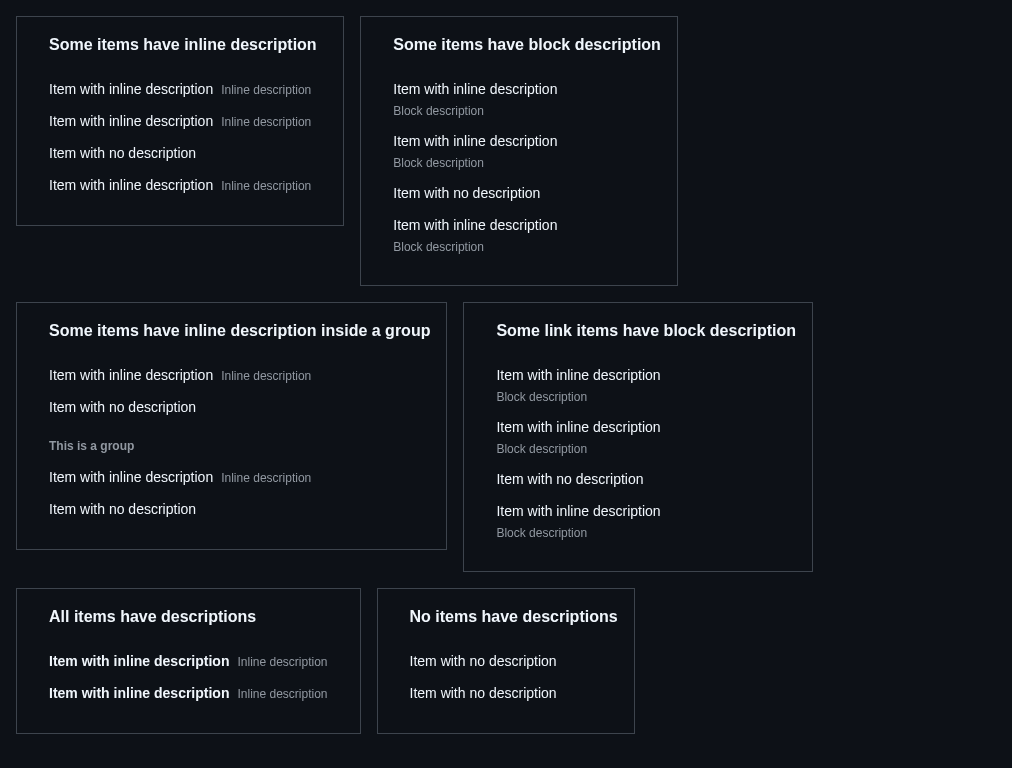 Some items have inline description
Item with inline description Inline description
Item with inline description Inline description
Item with no description
Item with inline description Inline description
Some items have block description
Item with inline description
Block description
Item with inline description
Block description
Item with no description
Item with inline description
Block description
Some items have inline description inside a group
Item with inline description Inline description
Item with no description
This is a group
Item with inline description Inline description
Item with no description
Some link items have block description
Item with inline description
Block description
Item with inline description
Block description
Item with no description
Item with inline description
Block description
All items have descriptions
Item with inline description Inline description
Item with inline description Inline description
No items have descriptions
Item with no description
Item with no description